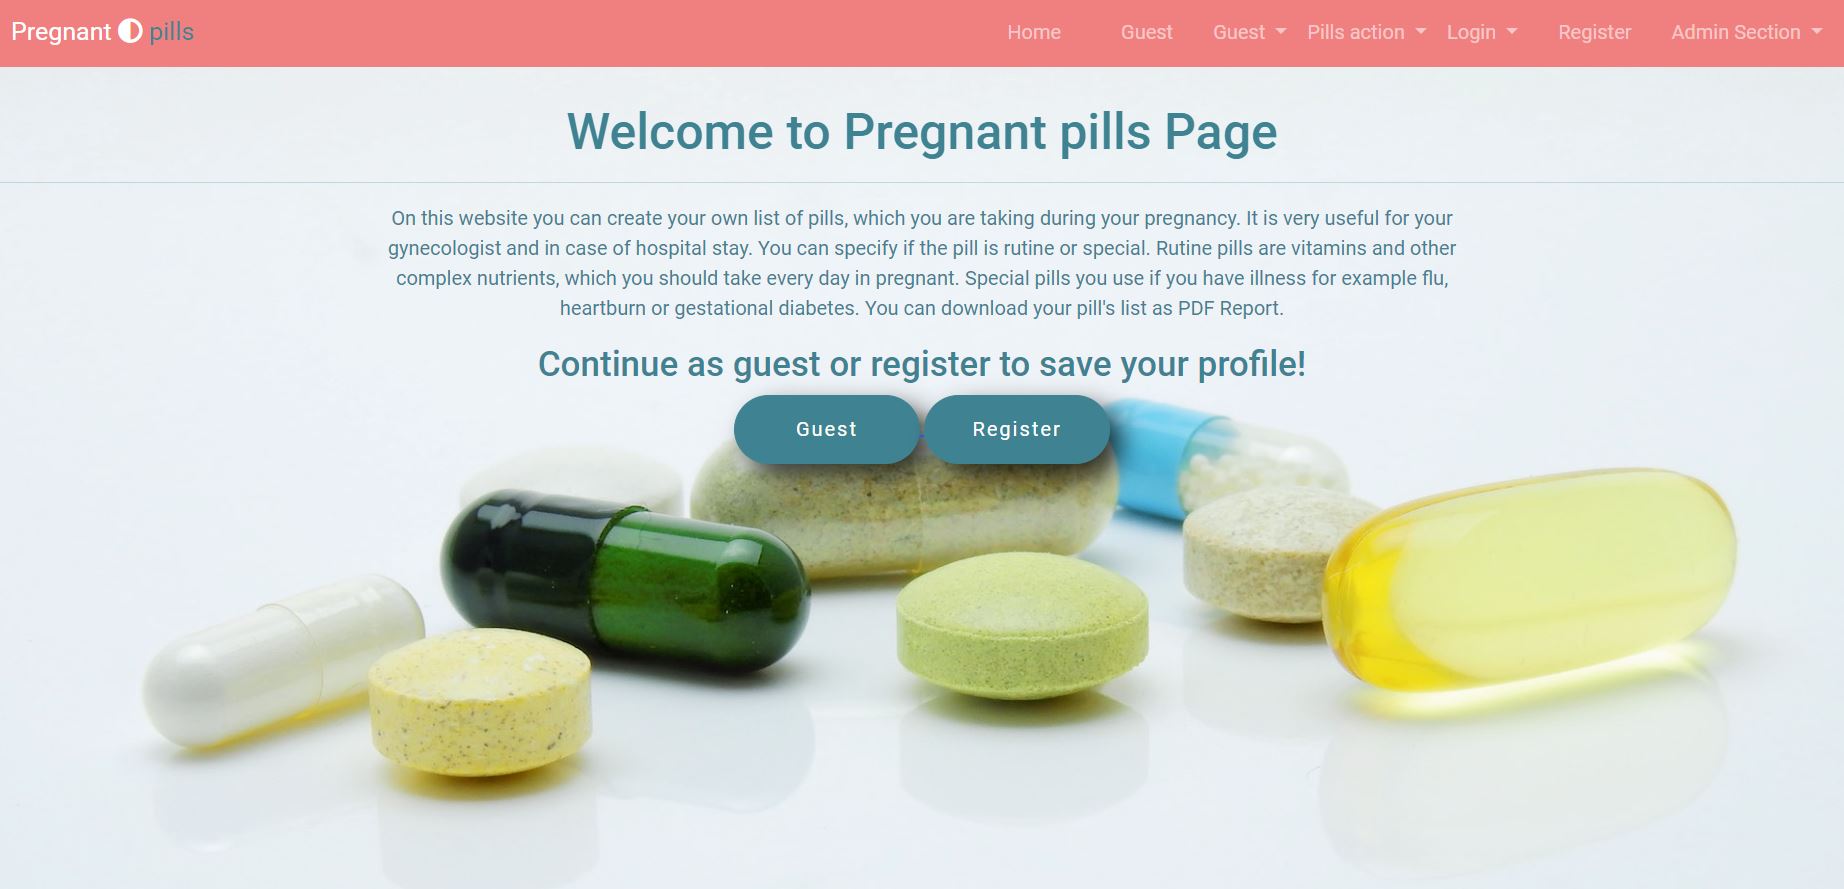 Pregnant pills
Home Guest Guest Pills action Login Register Admin Section
Welcome to Pregnant pills Page
On this website you can create your own list of pills, which you are taking during your pregnancy. It is very useful for your
gynecologist and in case of hospital stay. You can specify if the pill is rutine or special. Rutine pills are vitamins and other
complex nutrients, which you should take every day in pregnant. Special pills you use if you have illness for example flu,
heartburn or gestational diabetes. You can download your pill's list as PDF Report.
Continue as guest or register to save your profile!
Guest Register